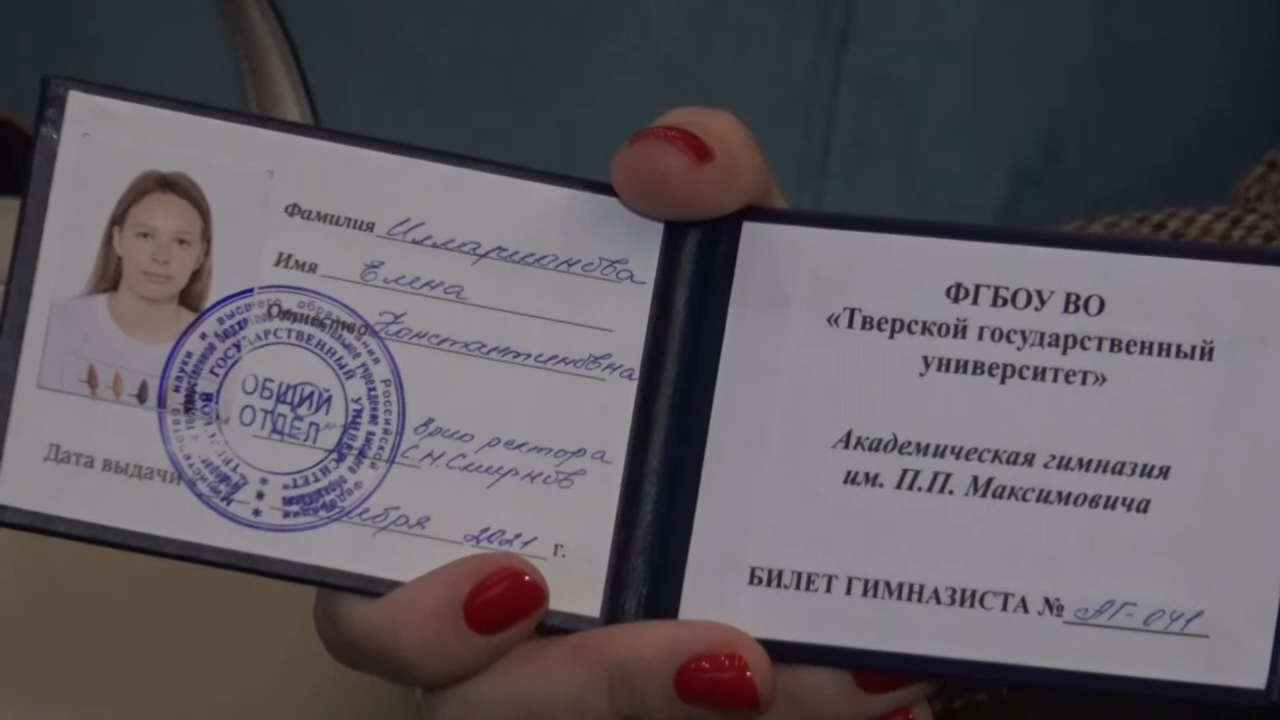 Фамилия Илларионова
Имя Елена
Отчество Константиновна
ОБЩИЙ
ОТДЕЛ
Врио ректора
С.Н. Смирнов
Дата выдачи 2021 г.
ФГБОУ ВО
«Тверской государственный
университет»
Академическая гимназия
им. П.П. Максимовича
БИЛЕТ ГИМНАЗИСТА № АГ-041